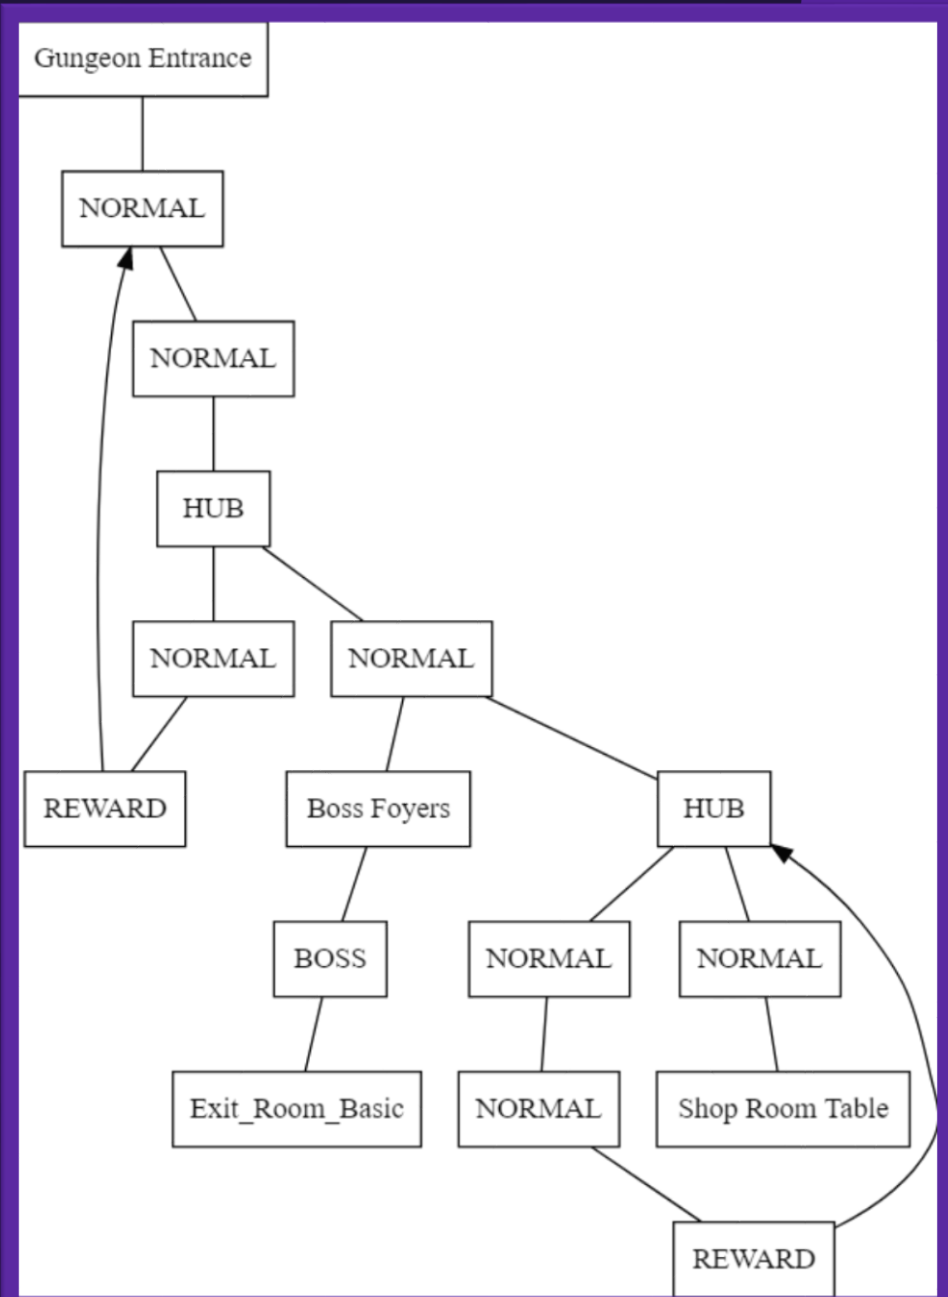 Gungeon Entrance
NORMAL
NORMAL
HUB
NORMAL
NORMAL
REWARD
Boss Foyers
HUB
BOSS
NORMAL
NORMAL
Exit_Room_Basic
NORMAL
Shop Room Table
REWARD